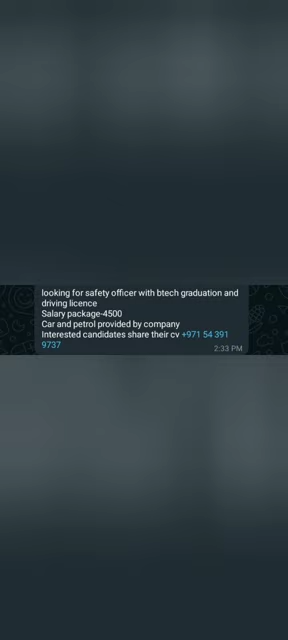 looking for safety officer with btech graduation and
driving licence
Salary package-4500
Car and petrol provided by company
Interested candidates share their cv +971 54 391
9737
2:33 PM